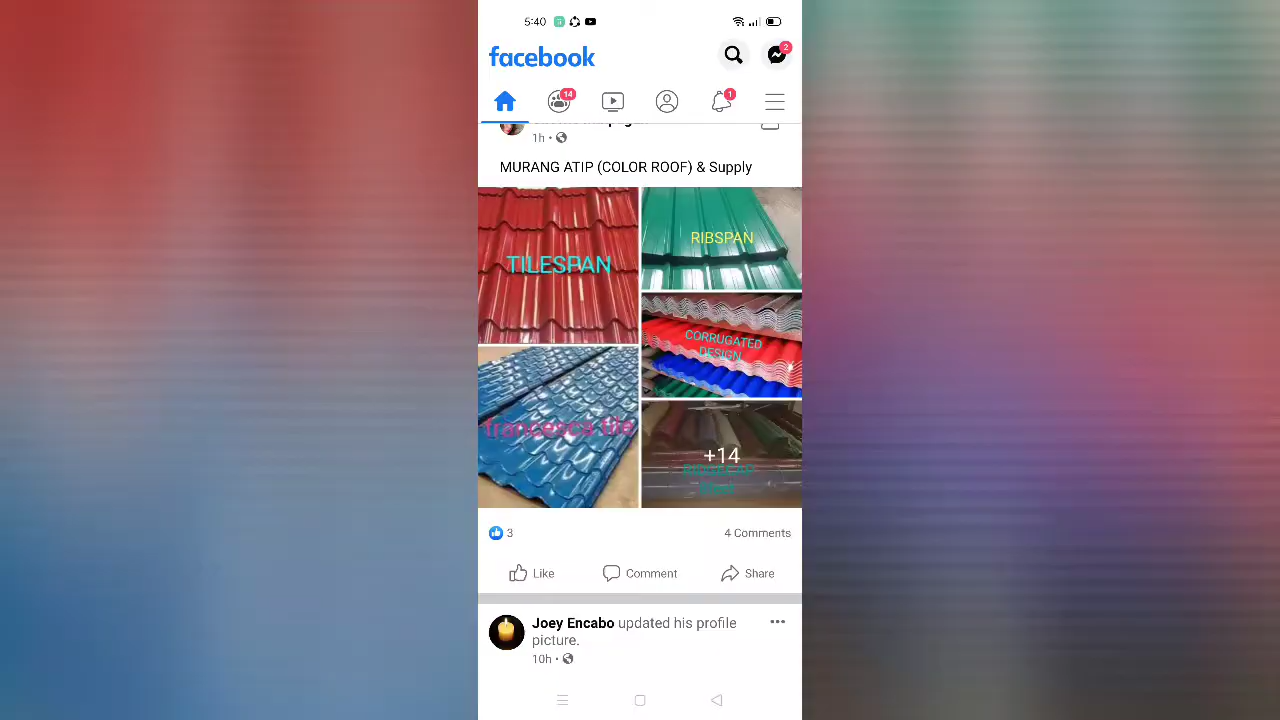 5:40
facebook
2
14
1
1h
MURANG ATIP (COLOR ROOF) & Supply
TILESPAN
RIBSPAN
CORRUGATED
DESIGN
francesca tile
+14
3
4 Comments
Like
Comment
Share
Joey Encabo updated his profile
picture.
10h